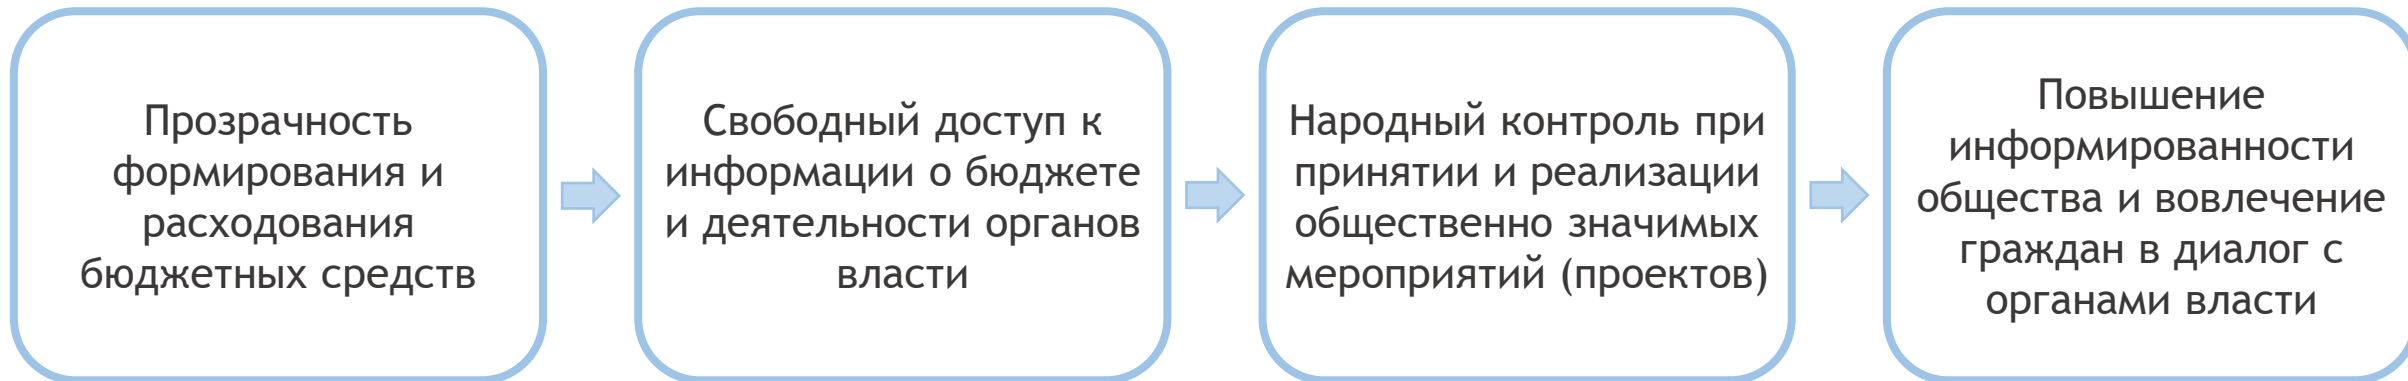 Прозрачность
формирования и
расходования
бюджетных средств
Свободный доступ к
информации о бюджете
и деятельности органов
власти
Народный контроль при
принятии и реализации
общественно значимых
мероприятий (проектов)
Повышение
информированности
общества и вовлечение
граждан в диалог с
органами власти